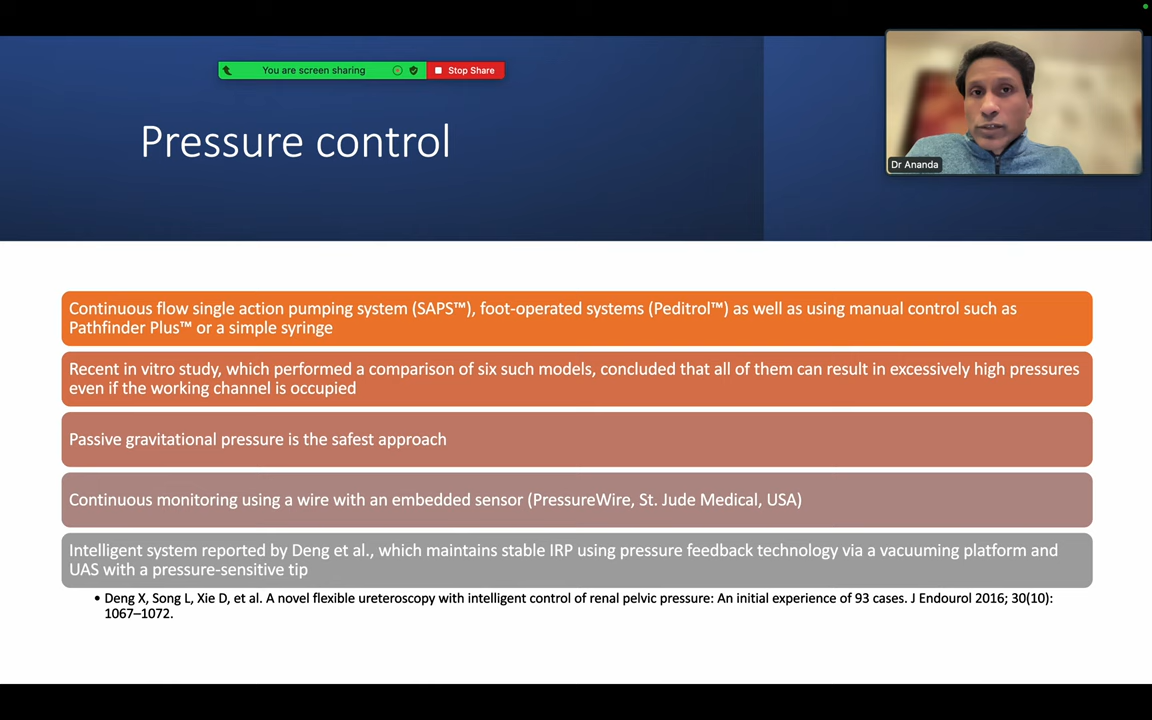 You are screen sharing
Stop Share
Pressure control
Dr Ananda
Continuous flow single action pumping system (SAPS™), foot-operated systems (Peditrol™) as well as using manual control such as
Pathfinder Plus™ or a simple syringe
Recent in vitro study, which performed a comparison of six such models, concluded that all of them can result in excessively high pressures
even if the working channel is occupied
Passive gravitational pressure is the safest approach
Continuous monitoring using a wire with an embedded sensor (PressureWire, St. Jude Medical, USA)
Intelligent system reported by Deng et al., which maintains stable IRP using pressure feedback technology via a vacuuming platform and
UAS with a pressure-sensitive tip
• Deng X, Song L, Xie D, et al. A novel flexible ureteroscopy with intelligent control of renal pelvic pressure: An initial experience of 93 cases. J Endourol 2016; 30(10):
1067–1072.